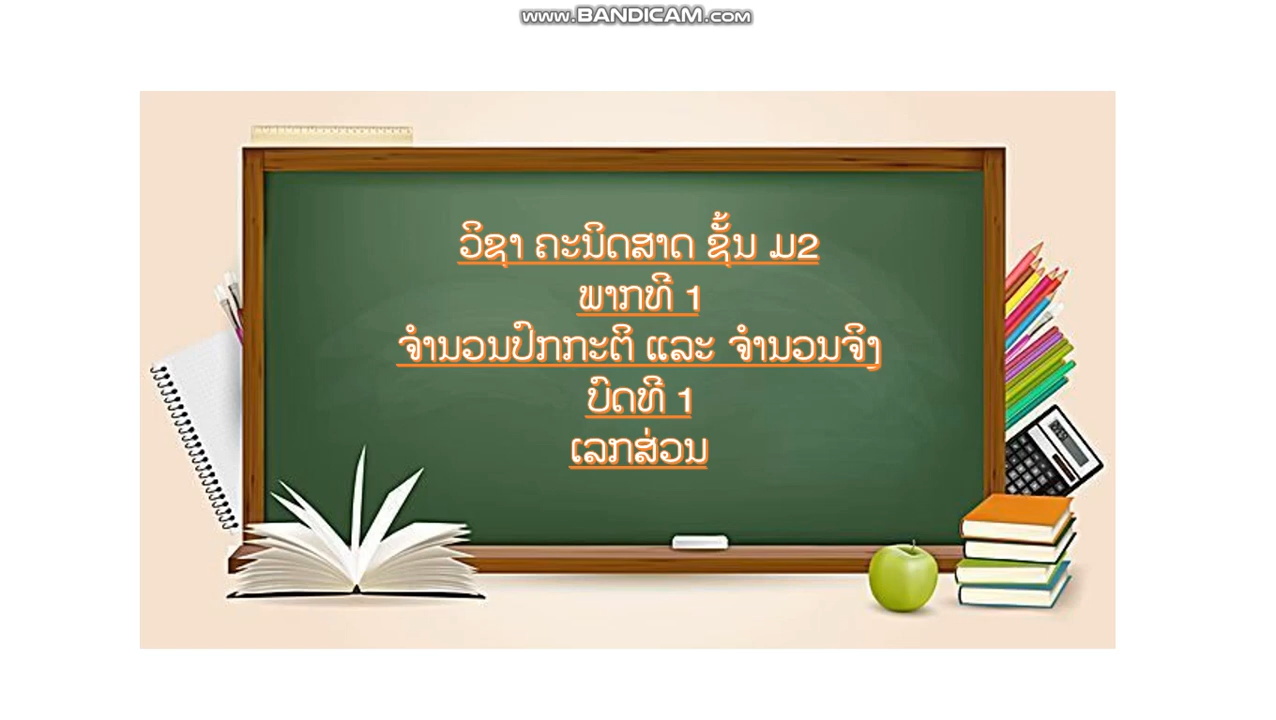 www.BANDICAM.com
ວິຊາ ຄະນິດສາດ ຊັ້ນ ມ2
ພາກທີ 1
ຈຳນວນປົກກະຕິ ແລະ ຈຳນວນຈິງ
ບົດທີ 1
ເລກສ່ວນ